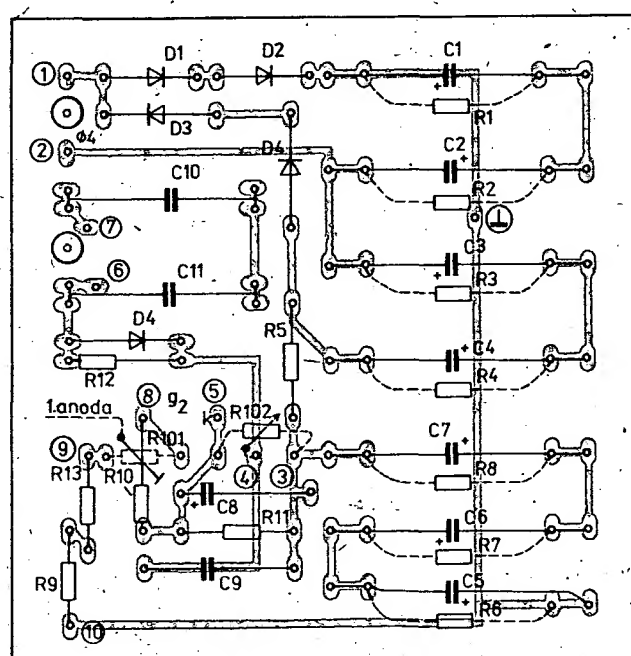 D1
D2
C1
①
R1
D3
ø4
②
D4
C2
C10
R2
⑦
⊥
C3
⑥
C11
R3
D4
R5
C4
R12
R4
⑧
g2
⑤
1.anoda
k
R102
C7
R101
⑨
④
③
R13
R10
R8
C8
C6
R11
R7
R9
C9
C5
R6
⑩